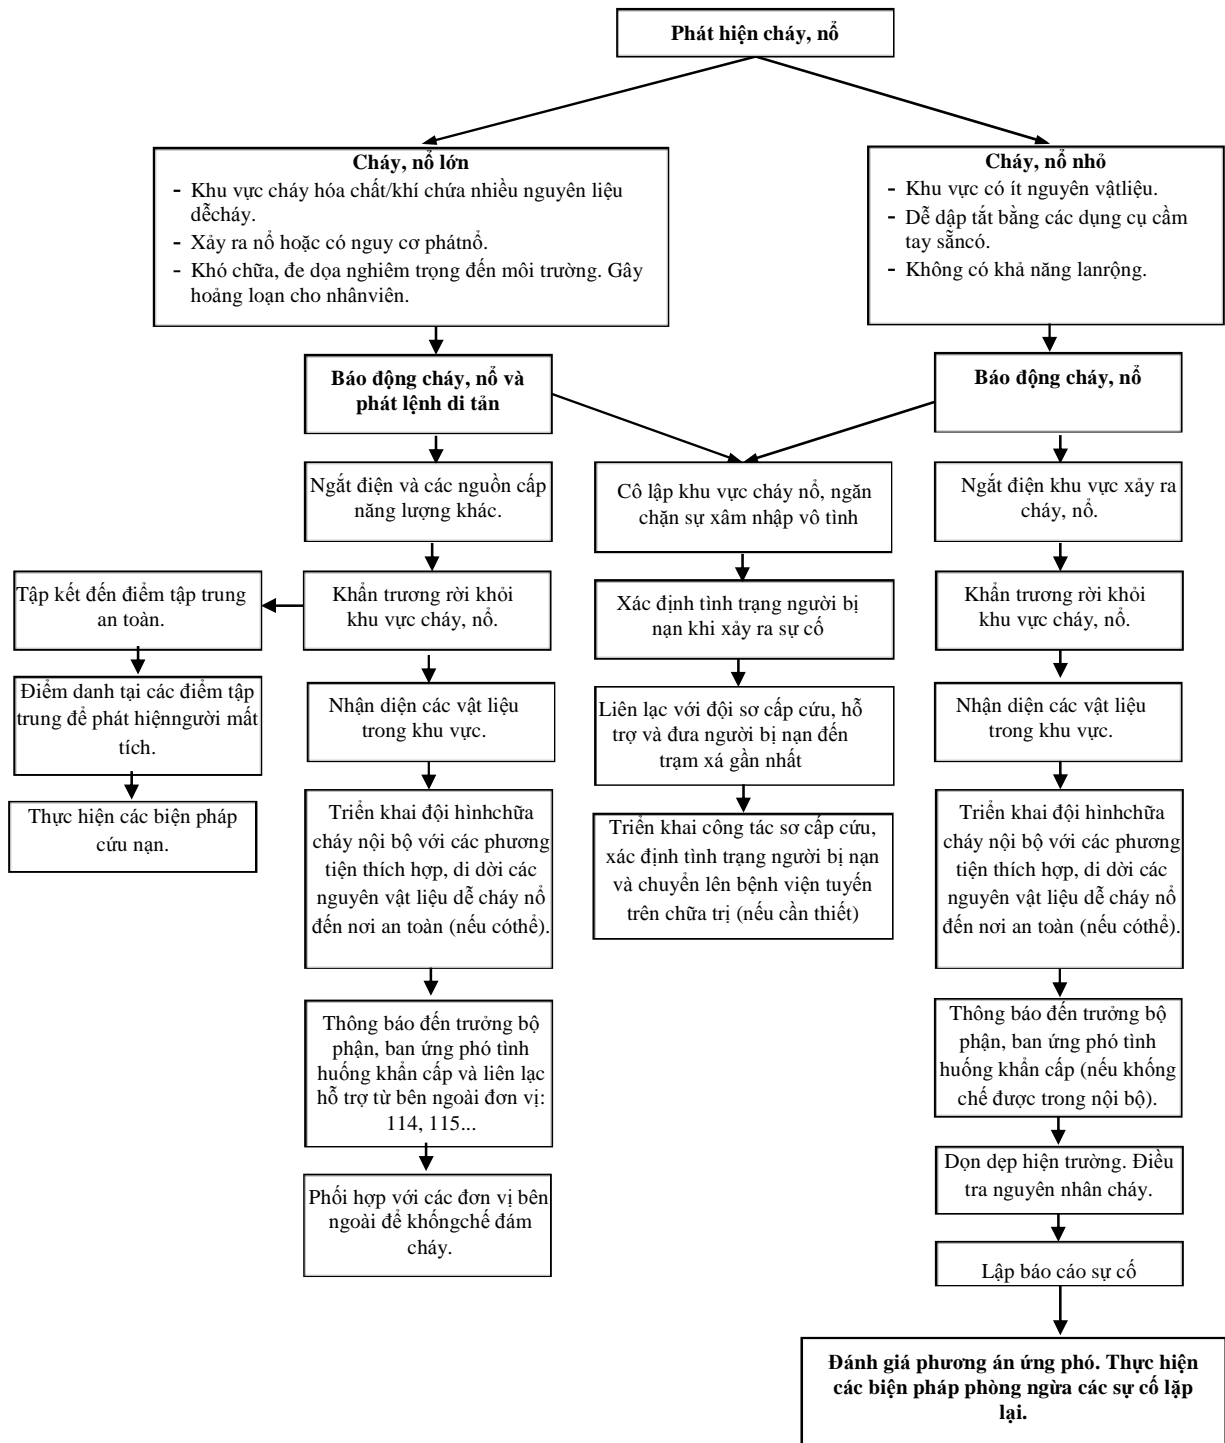 Phát hiện cháy, nổ
Cháy, nổ lớn
- Khu vực cháy hóa chất/khí chứa nhiều nguyên liệu
dễcháy.
- Xảy ra nổ hoặc có nguy cơ phátnổ.
- Khó chữa, đe dọa nghiêm trọng đến môi trường. Gây
hoảng loạn cho nhânviên.
Cháy, nổ nhỏ
- Khu vực có ít nguyên vậtliệu.
- Dễ dập tắt bằng các dụng cụ cầm
tay sẵncó.
- Không có khả năng lanrộng.
Báo động cháy, nổ và
phát lệnh di tản
Báo động cháy, nổ
Ngắt điện và các nguồn cấp
năng lượng khác.
Cô lập khu vực cháy nổ, ngăn
chặn sự xâm nhập vô tình
Ngắt điện khu vực xảy ra
cháy, nổ.
Tập kết đến điểm tập trung
an toàn.
Khẩn trương rời khỏi
khu vực cháy, nổ.
Xác định tình trạng người bị
nạn khi xảy ra sự cố
Khẩn trương rời khỏi
khu vực cháy, nổ.
Điểm danh tại các điểm tập
trung để phát hiệnngười mất
tích.
Nhận diện các vật liệu
trong khu vực.
Liên lạc với đội sơ cấp cứu, hỗ
trợ và đưa người bị nạn đến
trạm xá gần nhất
Nhận diện các vật liệu
trong khu vực.
Thực hiện các biện pháp
cứu nạn.
Triển khai đội hìnhchữa
cháy nội bộ với các phương
tiện thích hợp, di dời các
nguyên vật liệu dễ cháy nổ
đến nơi an toàn (nếu cóthể).
Triển khai công tác sơ cấp cứu,
xác định tình trạng người bị nạn
và chuyển lên bệnh viện tuyến
trên chữa trị (nếu cần thiết)
Triển khai đội hìnhchữa
cháy nội bộ với các phương
tiện thích hợp, di dời các
nguyên vật liệu dễ cháy nổ
đến nơi an toàn (nếu cóthể).
Thông báo đến trưởng bộ
phận, ban ứng phó tình
huống khẩn cấp và liên lạc
hỗ trợ từ bên ngoài đơn vị:
114, 115...
Thông báo đến trưởng bộ
phận, ban ứng phó tình
huống khẩn cấp (nếu khống
chế được trong nội bộ).
Phối hợp với các đơn vị bên
ngoài để khốngchế đám
cháy.
Dọn dẹp hiện trường. Điều
tra nguyên nhân cháy.
Lập báo cáo sự cố
Đánh giá phương án ứng phó. Thực hiện
các biện pháp phòng ngừa các sự cố lặp
lại.